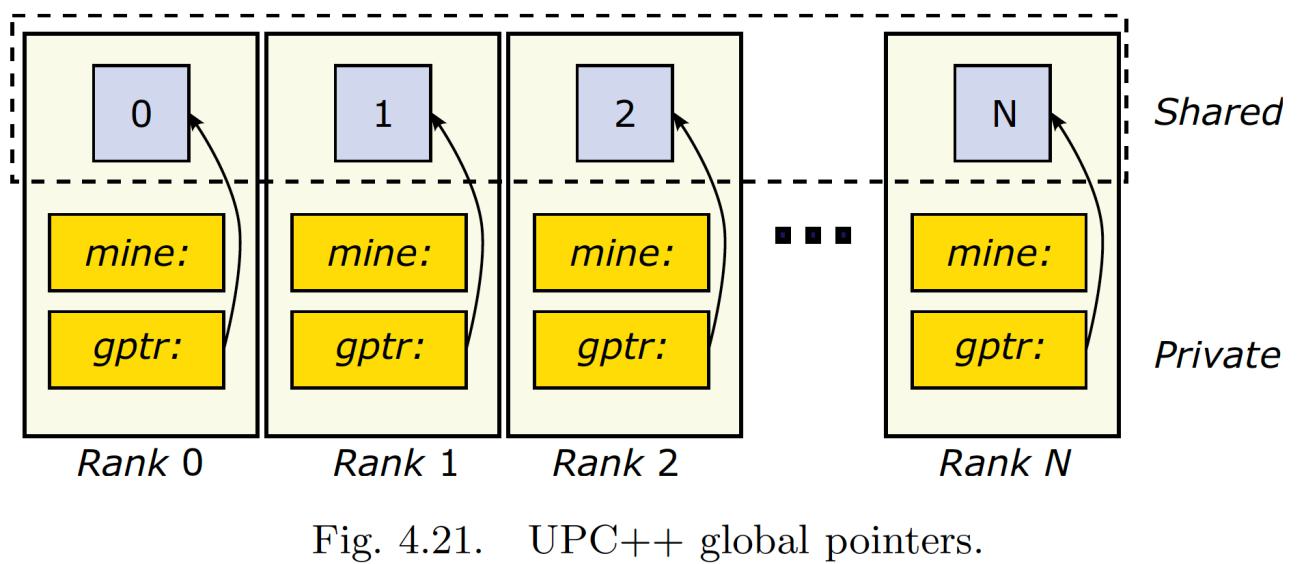 0 1 2 N Shared
mine: mine: mine: mine:
gptr: gptr: gptr: gptr: Private
Rank 0 Rank 1 Rank 2 Rank N
Fig. 4.21. UPC++ global pointers.